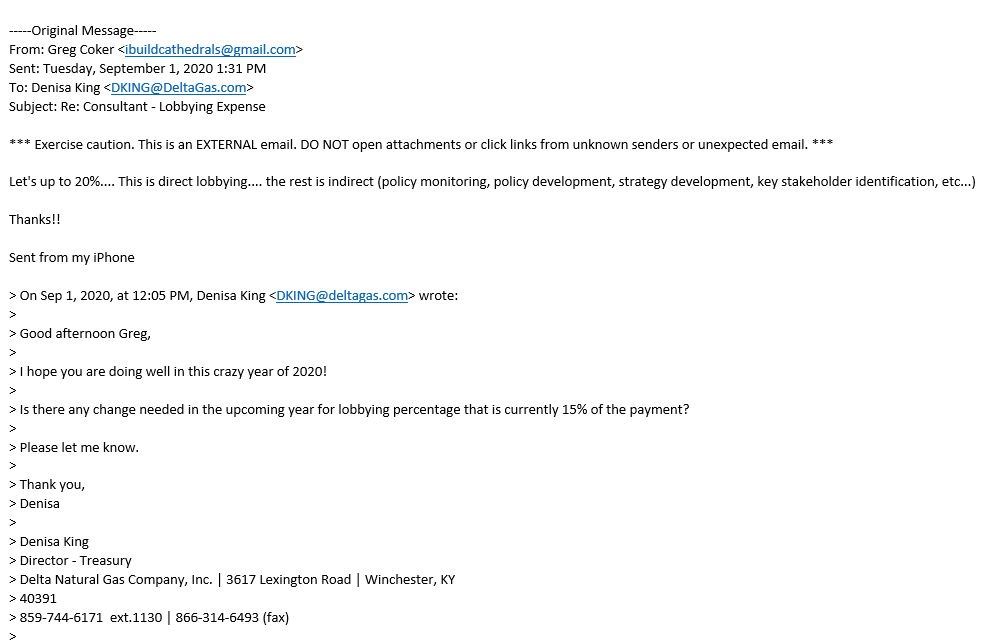 -----Original Message-----
From: Greg Coker <ibuildcathedrals@gmail.com>
Sent: Tuesday, September 1, 2020 1:31 PM
To: Denisa King <DKING@DeltaGas.com>
Subject: Re: Consultant - Lobbying Expense
*** Exercise caution. This is an EXTERNAL email. DO NOT open attachments or click links from unknown senders or unexpected email. ***
Let's up to 20%.... This is direct lobbying.... the rest is indirect (policy monitoring, policy development, strategy development, key stakeholder identification, etc...)
Thanks!!
Sent from my iPhone
> On Sep 1, 2020, at 12:05 PM, Denisa King <DKING@deltagas.com> wrote:
>
> Good afternoon Greg,
>
> I hope you are doing well in this crazy year of 2020!
>
> Is there any change needed in the upcoming year for lobbying percentage that is currently 15% of the payment?
>
> Please let me know.
>
> Thank you,
> Denisa
>
> Denisa King
> Director - Treasury
> Delta Natural Gas Company, Inc. | 3617 Lexington Road | Winchester, KY
> 40391
> 859-744-6171  ext.1130 | 866-314-6493 (fax)
>